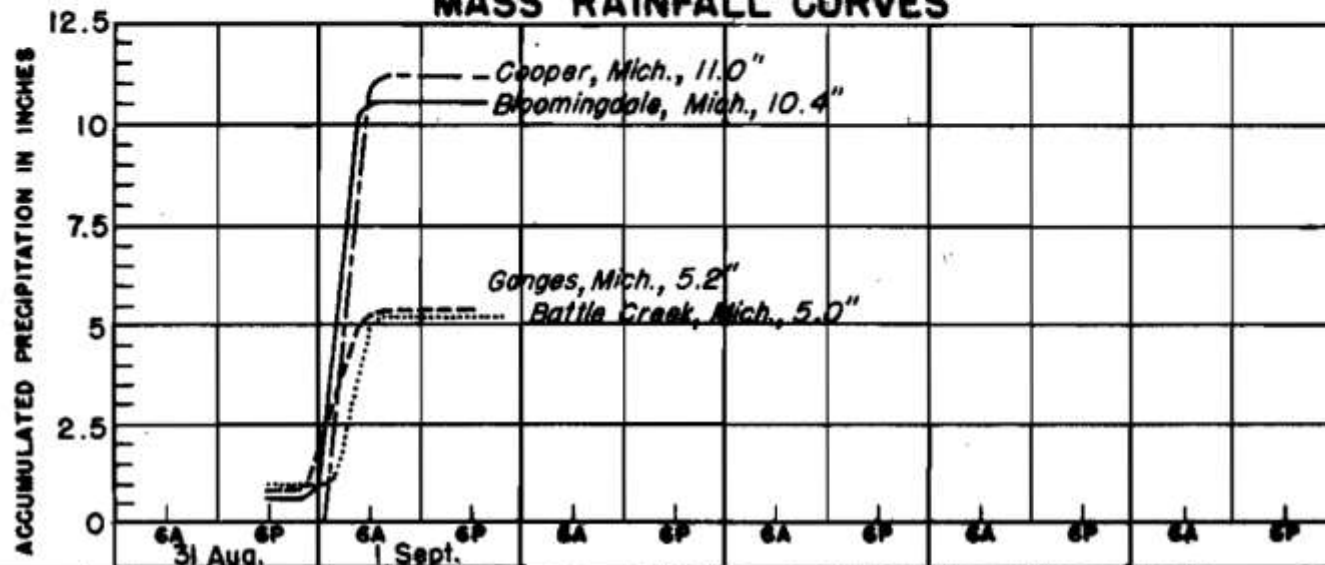 MASS RAINFALL CURVES
ACCUMULATED PRECIPITATION IN INCHES
12.5
Cooper, Mich., 11.0"
Bloomingdale, Mich., 10.4"
10
7.5
Ganges, Mich., 5.2"
Battle Creek, Mich., 5.0"
5
2.5
0
6A 6P 6A 6P 6A 6P 6A 6P 6A 6P 6A 6P
31 Aug. 1 Sept.